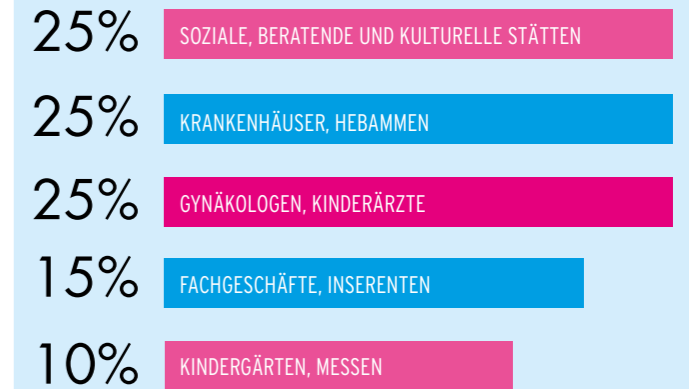 25% SOZIALE, BERATENDE UND KULTURELLE STÄTTEN
25% KRANKENHÄUSER, HEBAMMEN
25% GYNÄKOLOGEN, KINDERÄRZTE
15% FACHGESCHÄFTE, INSERENTEN
10% KINDERGÄRTEN, MESSEN